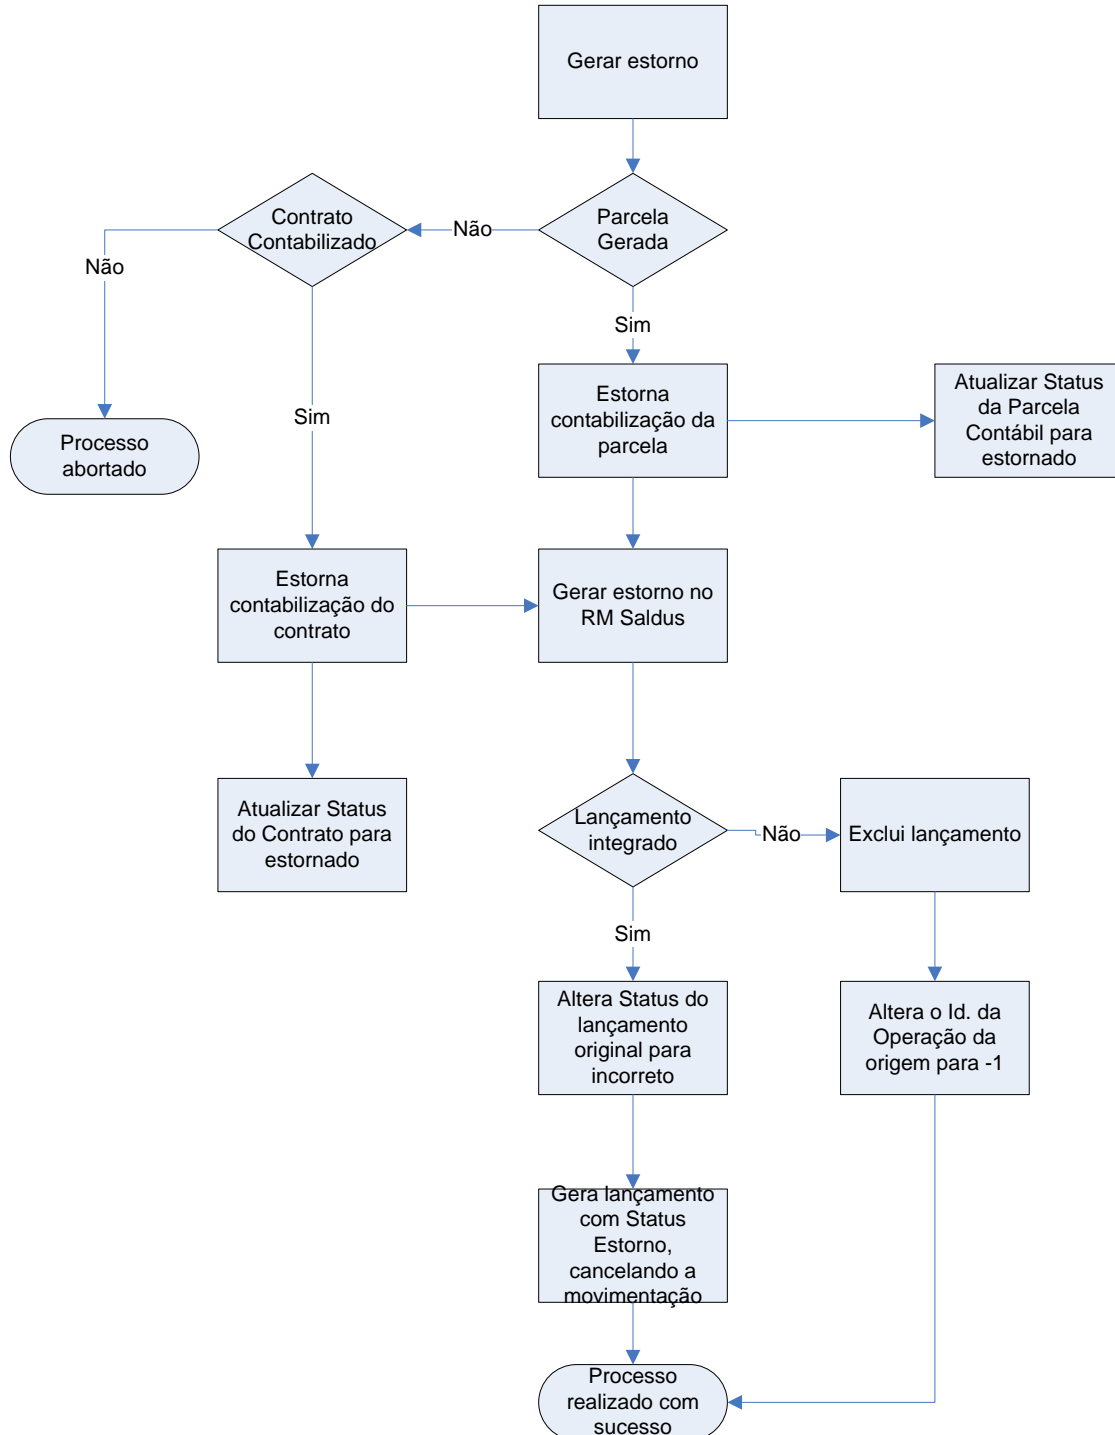 Gerar estorno
Contrato
Contabilizado
Não
Parcela
Gerada
Não
Sim
Sim
Estorna
contabilização da
parcela
Atualizar Status
da Parcela
Contábil para
estornado
Processo
abortado
Estorna
contabilização do
contrato
Gerar estorno no
RM Saldus
Atualizar Status
do Contrato para
estornado
Lançamento
integrado
Não
Exclui lançamento
Sim
Altera Status do
lançamento
original para
incorreto
Altera o Id. da
Operação da
origem para -1
Gera lançamento
com Status
Estorno,
cancelando a
movimentação
Processo
realizado com
sucesso